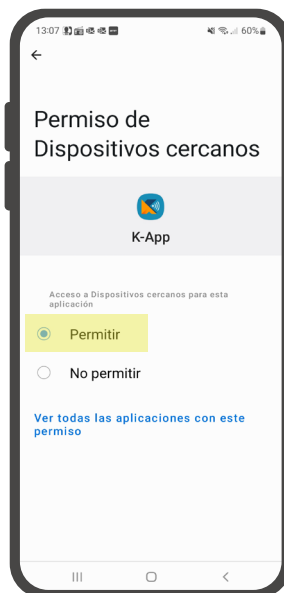 13:07 60%
Permiso de
Dispositivos cercanos
K-App
Acceso a Dispositivos cercanos para esta
aplicación
Permitir
No permitir
Ver todas las aplicaciones con este
permiso